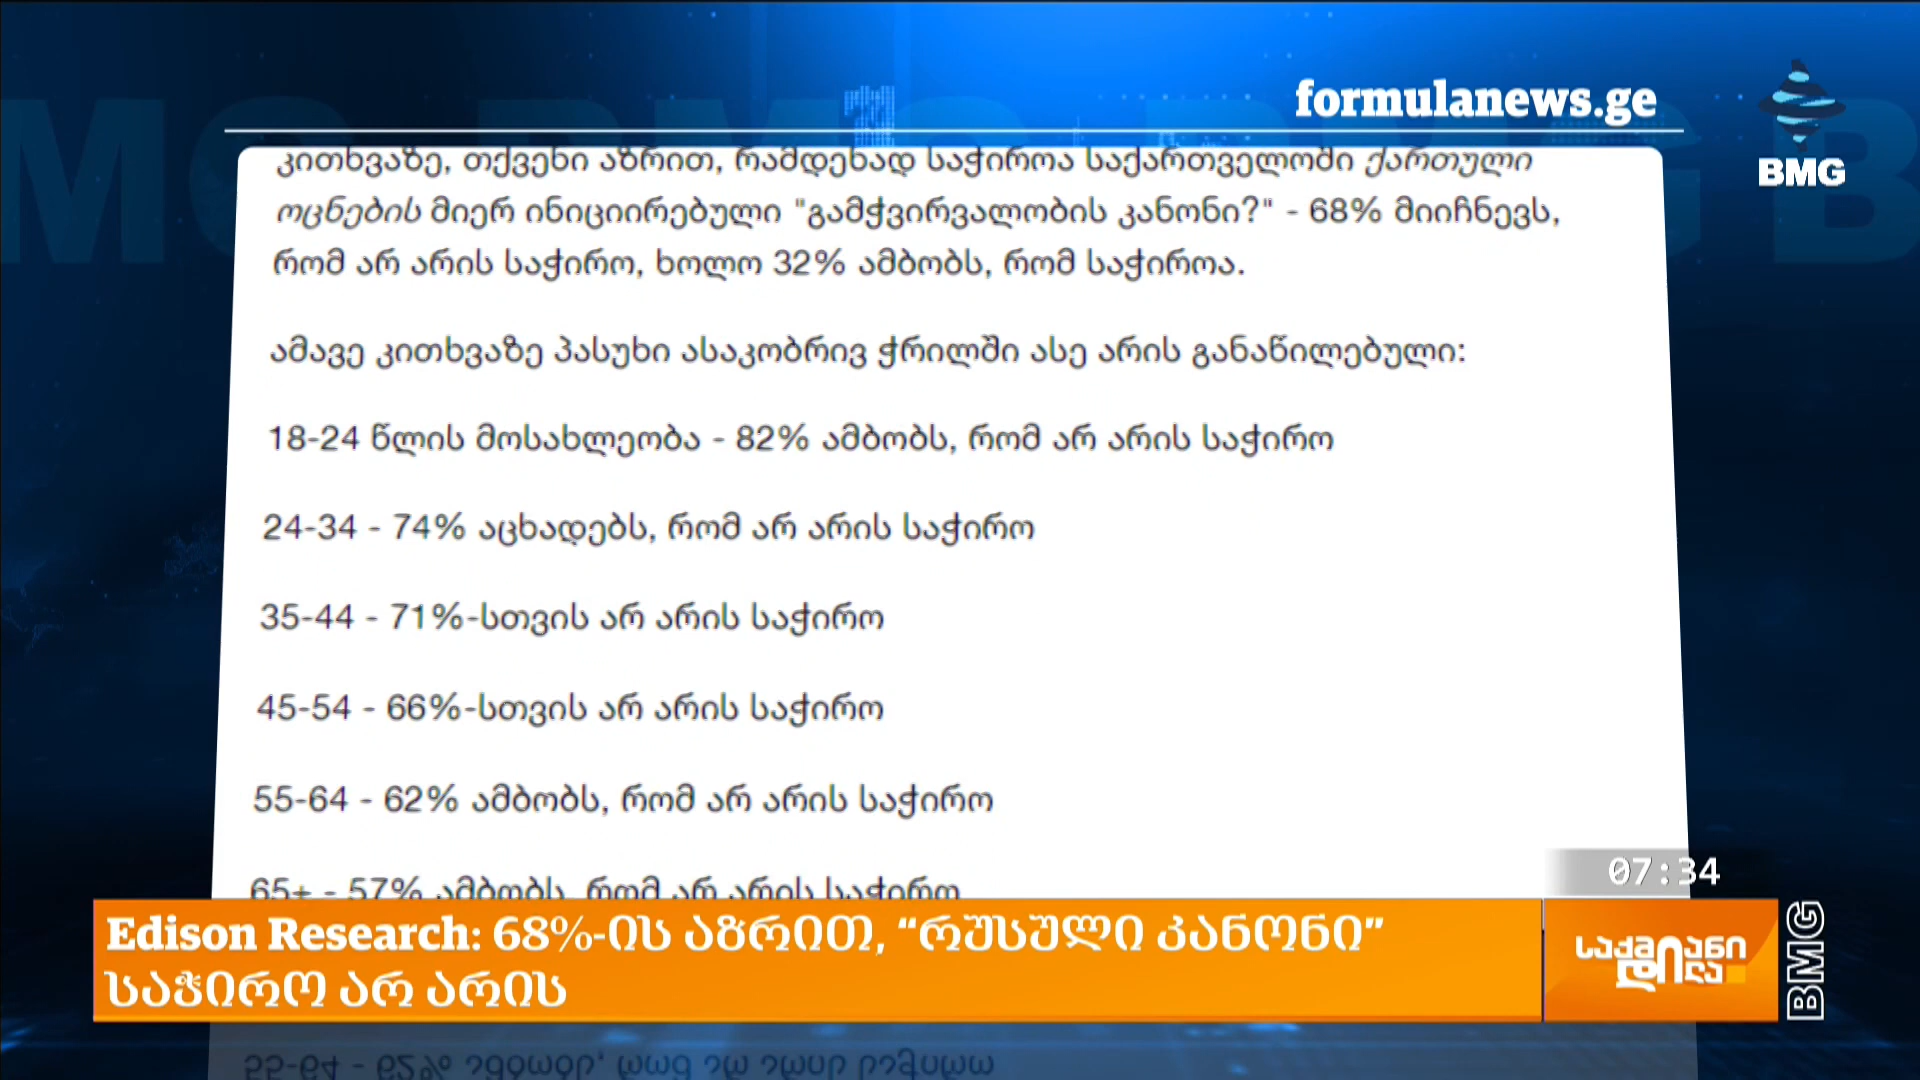 formulanews.ge
BMG
კითხვაზე, თქვენი აზრით, რამდენად საჭიროა საქართველოში ქართული
ოცნების მიერ ინიციირებული "გამჭვირვალობის კანონი?" - 68% მიიჩნევს,
რომ არ არის საჭირო, ხოლო 32% ამბობს, რომ საჭიროა.
ამავე კითხვაზე პასუხი ასაკობრივ ჭრილში ასე არის განაწილებული:
18-24 წლის მოსახლეობა - 82% ამბობს, რომ არ არის საჭირო
24-34 - 74% აცხადებს, რომ არ არის საჭირო
35-44 - 71%-სთვის არ არის საჭირო
45-54 - 66%-სთვის არ არის საჭირო
55-64 - 62% ამბობს, რომ არ არის საჭირო
65+ - 57% ამბობს, რომ არ არის საჭირო
07:34
Edison Research: 68%-ის აზრით, “რუსული კანონი”
საჭირო არ არის
საქმიანი
დილა
BMG